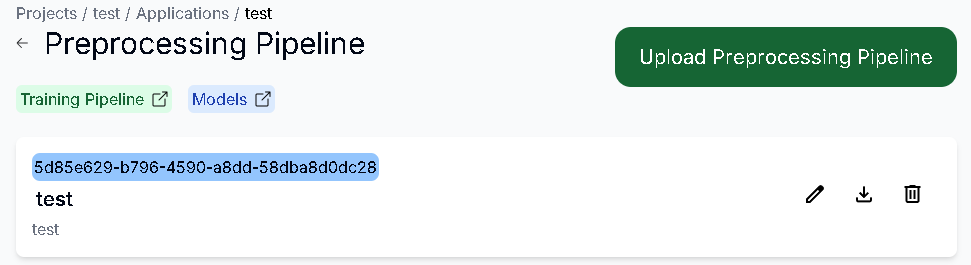 Projects / test / Applications / test
Preprocessing Pipeline
Upload Preprocessing Pipeline
Training Pipeline
Models
5d85e629-b796-4590-a8dd-58dba8d0dc28
test
test